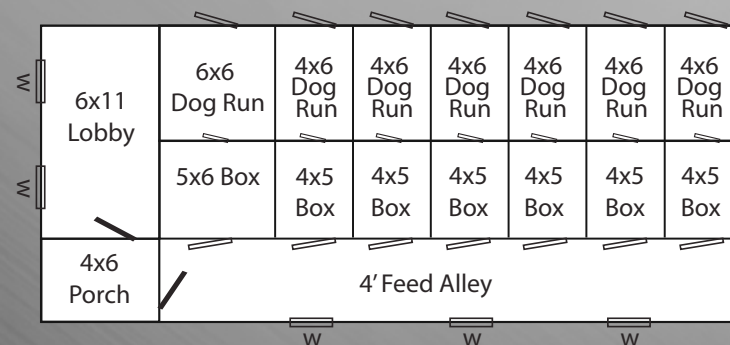 W
W
6x11
Lobby
4x6
Porch
6x6
Dog Run
5x6 Box
4x6
Dog
Run
4x6
Dog
Run
4x6
Dog
Run
4x6
Dog
Run
4x6
Dog
Run
4x6
Dog
Run
4x5
Box
4x5
Box
4x5
Box
4x5
Box
4x5
Box
4x5
Box
4' Feed Alley
W
W
W